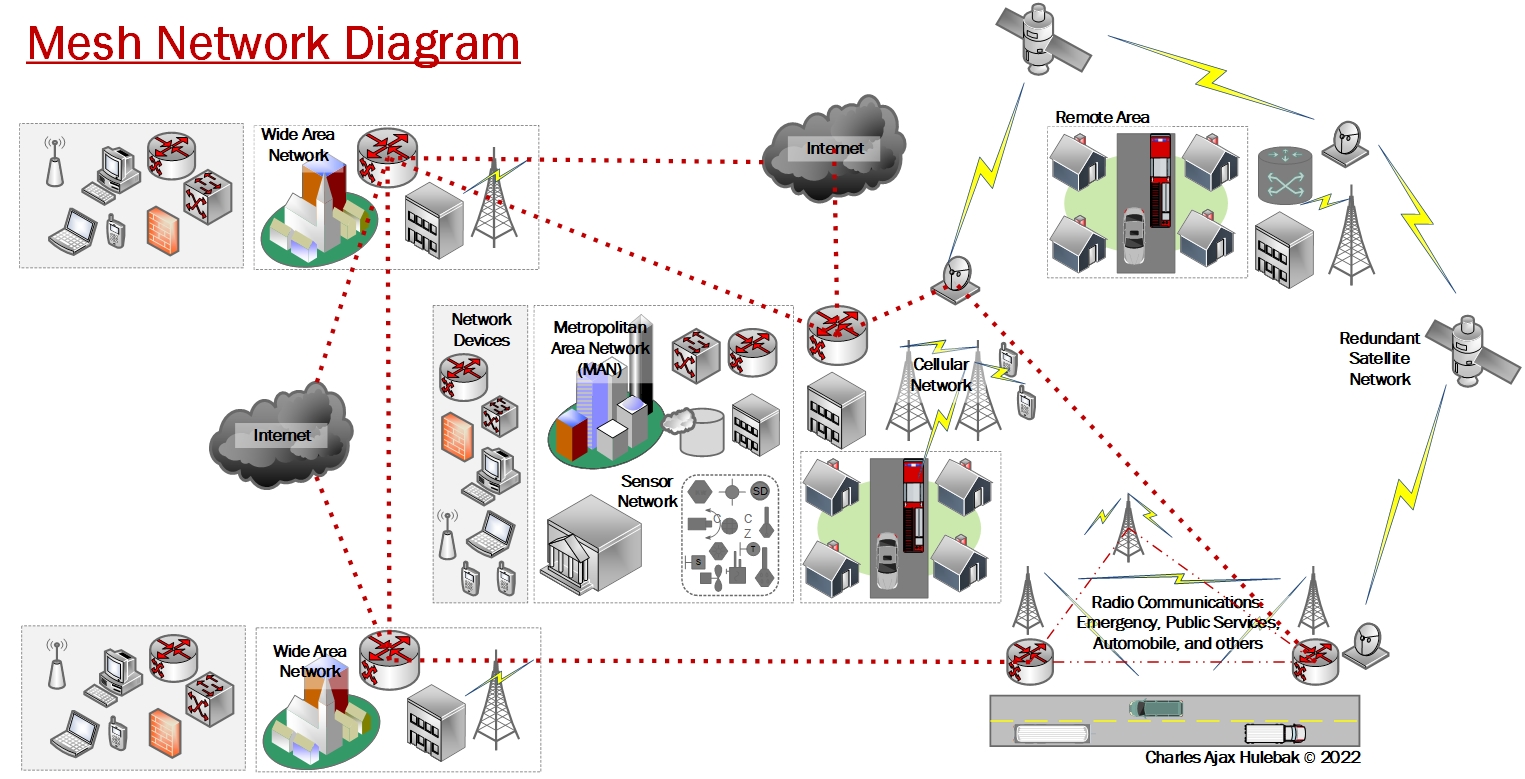 Mesh Network Diagram
Wide Area
Network
Internet
Remote Area
Network
Devices
Metropolitan
Area Network
(MAN)
Cellular
Network
Redundant
Satellite
Network
Internet
Sensor
Network
SD
C
C
Z
T
S
Radio Communications:
Emergency, Public Services,
Automobile, and others
Wide Area
Network
Charles Ajax Hulebak © 2022